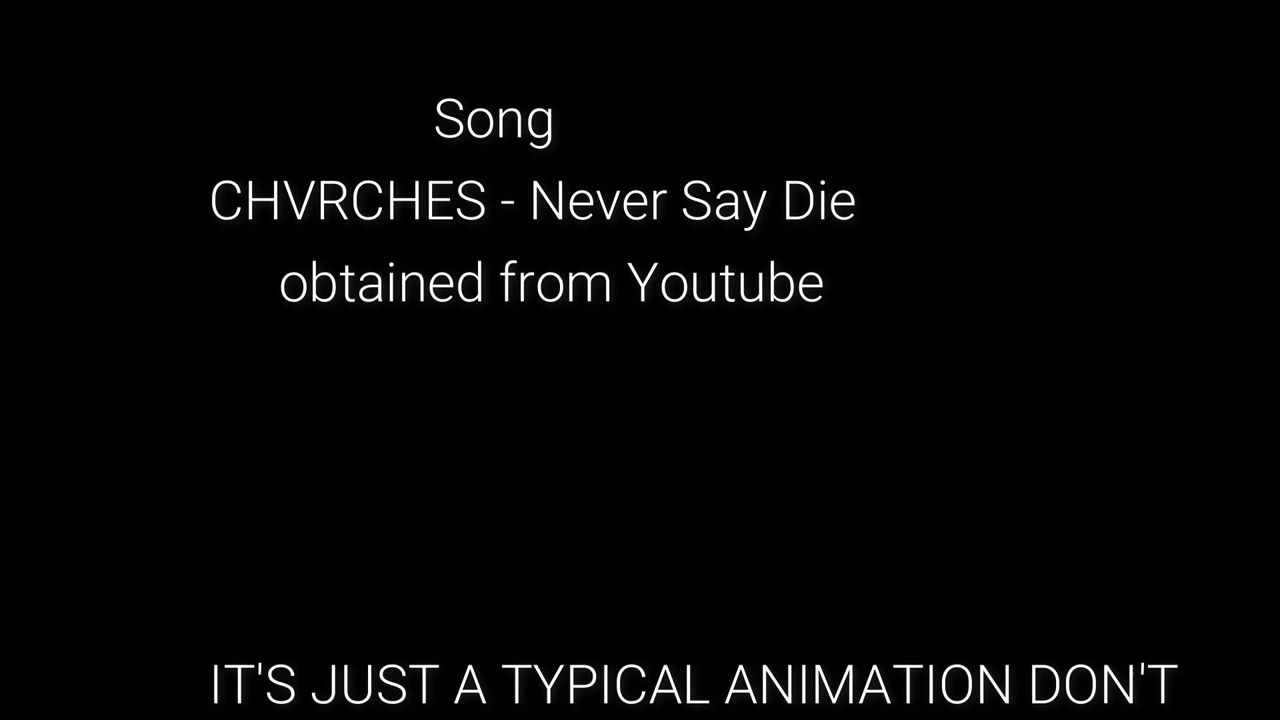 Song
CHVRCHES - Never Say Die
obtained from Youtube
IT'S JUST A TYPICAL ANIMATION DON'T